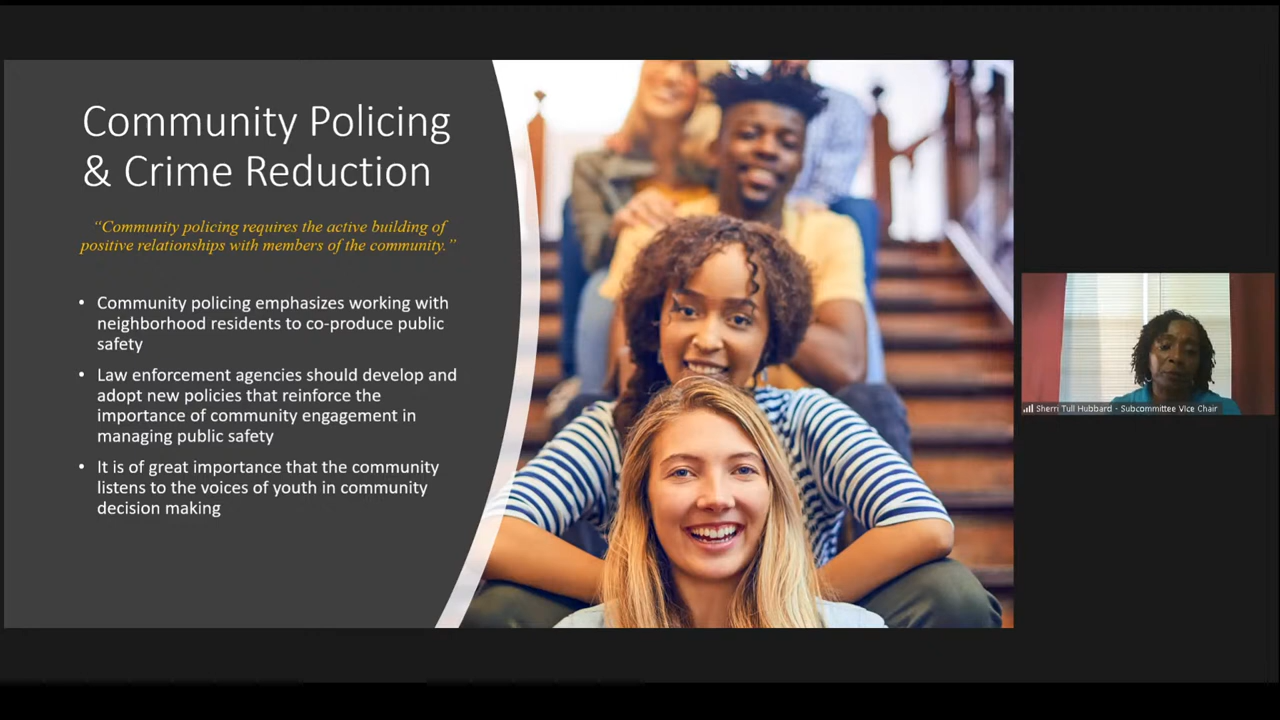 Community Policing
& Crime Reduction
“Community policing requires the active building of
positive relationships with members of the community.”
• Community policing emphasizes working with
neighborhood residents to co-produce public
safety
• Law enforcement agencies should develop and
adopt new policies that reinforce the
importance of community engagement in
managing public safety
• It is of great importance that the community
listens to the voices of youth in community
decision making
Sherri Tull Hubbard - Subcommittee Vice Chair